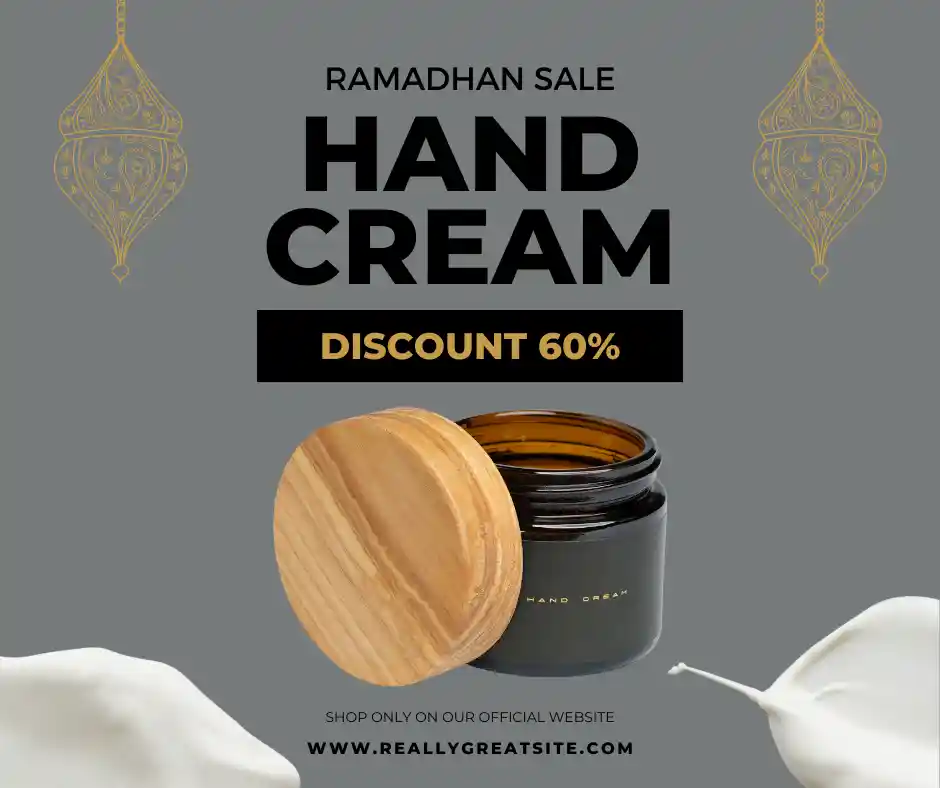 RAMADHAN SALE
HAND
CREAM
DISCOUNT 60%
HAND CREAM
SHOP ONLY ON OUR OFFICIAL WEBSITE
WWW.REALLYGREATSITE.COM